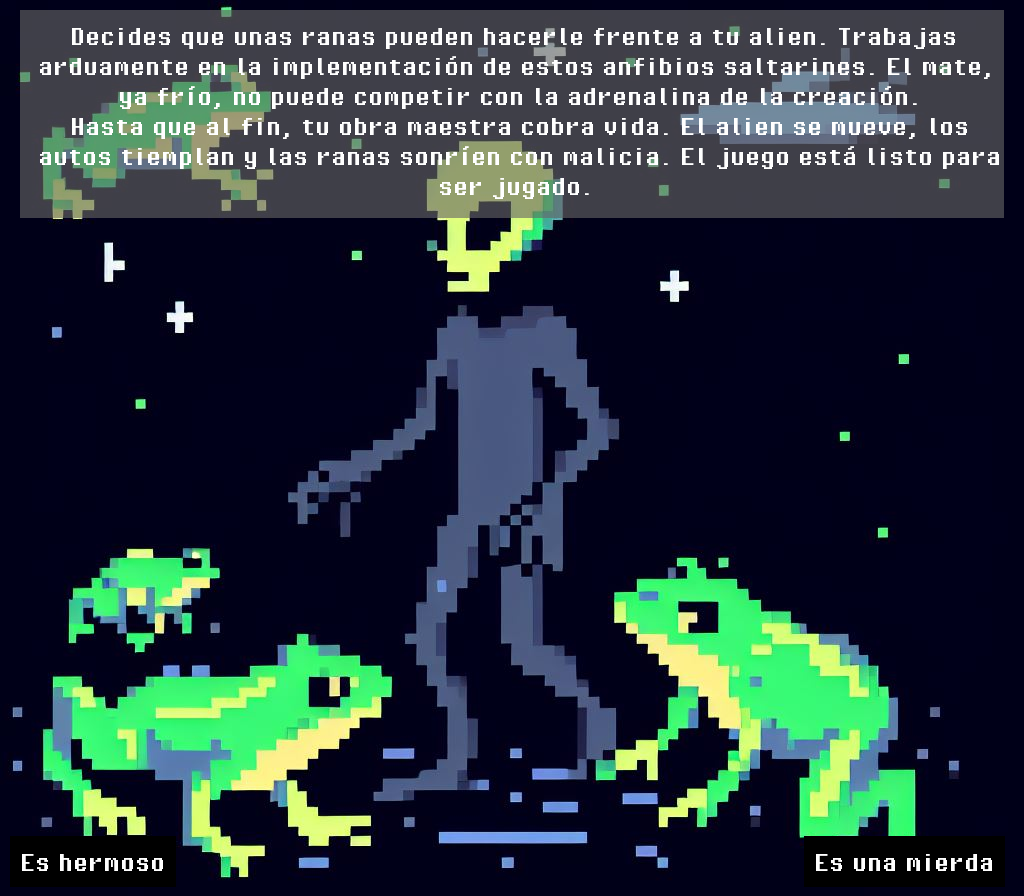 Decides que unas ranas pueden hacerle frente a tu alien. Trabajas
arduamente en la implementación de estos anfibios saltarines. El mate,
ya frío, no puede competir con la adrenalina de la creación.
Hasta que al fin, tu obra maestra cobra vida. El alien se mueve, los
autos tiemplan y las ranas sonríen con malicia. El juego está listo para
ser jugado.
Es hermoso
Es una mierda